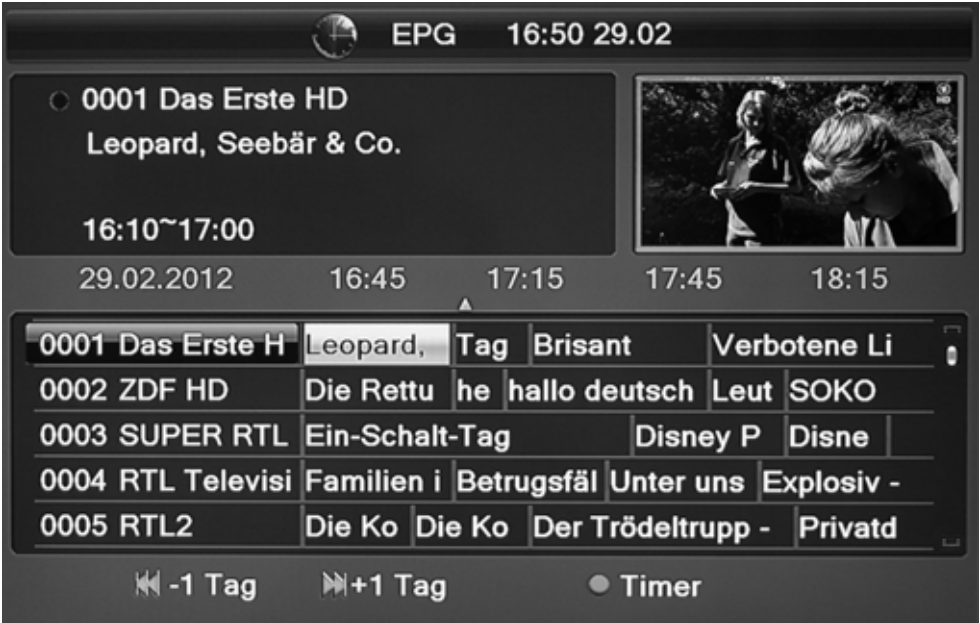 EPG 16:50 29.02
0001 Das Erste HD
Leopard, Seebär & Co.
16:10~17:00
HD
29.02.2012 16:45 17:15 17:45 18:15
0001 Das Erste H Leopard, Tag Brisant Verbotene Li
0002 ZDF HD Die Rettu he hallo deutsch Leut SOKO
0003 SUPER RTL Ein-Schalt-Tag Disney P Disne
0004 RTL Televisi Familien i Betrugsfäl Unter uns Explosiv -
0005 RTL2 Die Ko Die Ko Der Trödeltrupp - Privatd
-1 Tag +1 Tag Timer